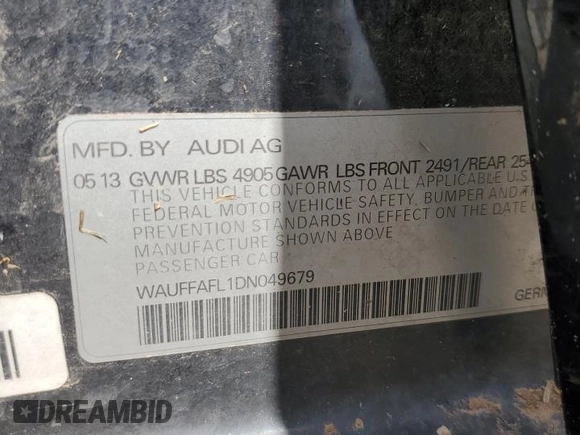 MFD. BY AUDI AG
05 13 GVWR LBS 4905 GAWR LBS FRONT 2491/REAR 25
THIS VEHICLE CONFORMS TO ALL APPLICABLE U.S
FEDERAL MOTOR VEHICLE SAFETY, BUMPER AND
PREVENTION STANDARDS IN EFFECT ON THE DATE
MANUFACTURE SHOWN ABOVE
PASSENGER CAR
WAUFFAFL1DN049679
GERM
DREAMBID